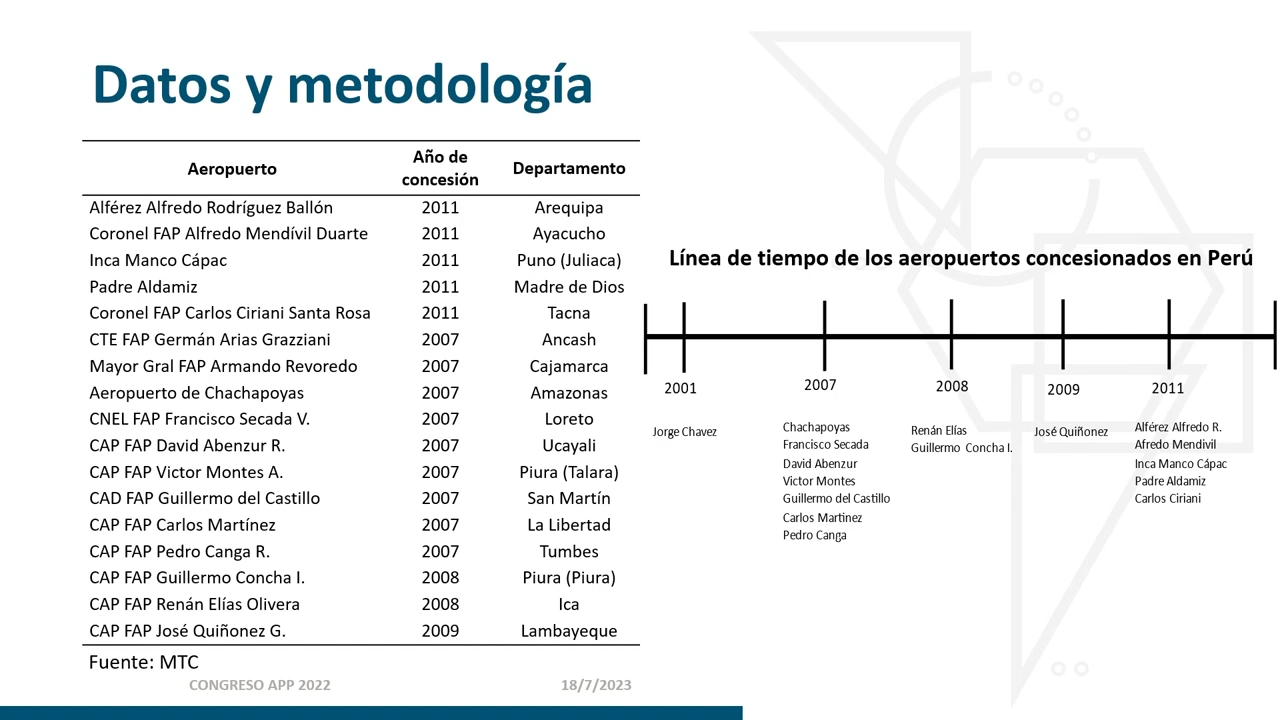 Datos y metodología
Aeropuerto Año de concesión Departamento
Alférez Alfredo Rodríguez Ballón 2011 Arequipa
Coronel FAP Alfredo Mendívil Duarte 2011 Ayacucho
Inca Manco Cápac 2011 Puno (Juliaca)
Padre Aldamiz 2011 Madre de Dios
Coronel FAP Carlos Ciriani Santa Rosa 2011 Tacna
CTE FAP Germán Arias Grazziani 2007 Ancash
Mayor Gral FAP Armando Revoredo 2007 Cajamarca
Aeropuerto de Chachapoyas 2007 Amazonas
CNEL FAP Francisco Secada V. 2007 Loreto
CAP FAP David Abenzur R. 2007 Ucayali
CAP FAP Victor Montes A. 2007 Piura (Talara)
CAD FAP Guillermo del Castillo 2007 San Martín
CAP FAP Carlos Martínez 2007 La Libertad
CAP FAP Pedro Canga R. 2007 Tumbes
CAP FAP Guillermo Concha I. 2008 Piura (Piura)
CAP FAP Renán Elías Olivera 2008 Ica
CAP FAP José Quiñonez G. 2009 Lambayeque
Fuente: MTC
Línea de tiempo de los aeropuertos concesionados en Perú
2001
Jorge Chavez
2007
Chachapoyas
Francisco Secada
David Abenzur
Victor Montes
Guillermo del Castillo
Carlos Martinez
Pedro Canga
2008
Renán Elías
Guillermo Concha I.
2009
José Quiñonez
2011
Alférez Alfredo R.
Afredo Mendivil
Inca Manco Cápac
Padre Aldamiz
Carlos Ciriani
CONGRESO APP 2022
18/7/2023